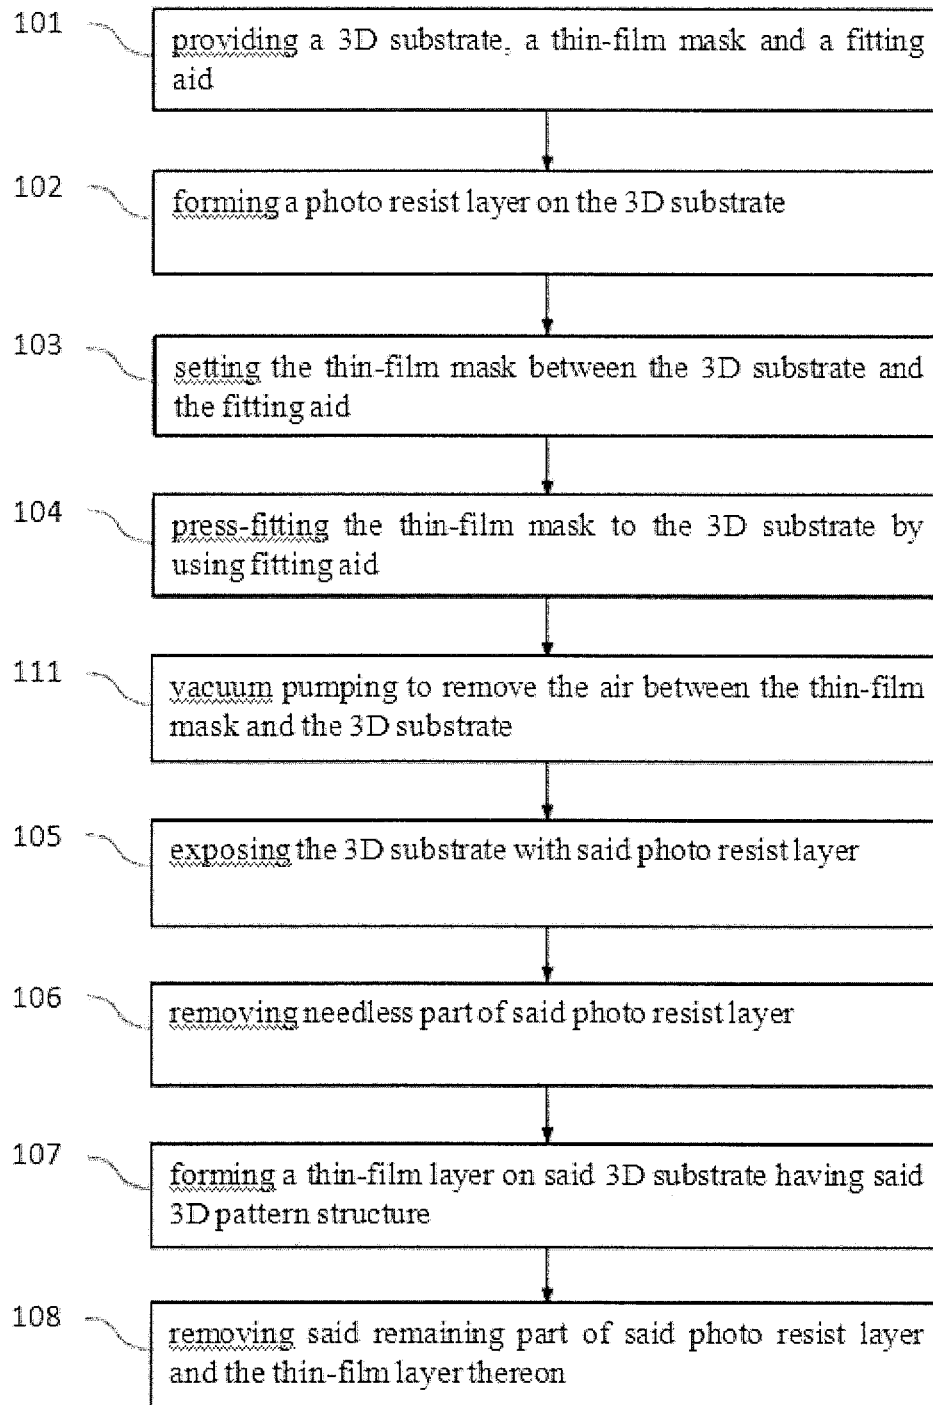 101
providing a 3D substrate, a thin-film mask and a fitting
aid
102
forming a photo resist layer on the 3D substrate
103
setting the thin-film mask between the 3D substrate and
the fitting aid
104
press-fitting the thin-film mask to the 3D substrate by
using fitting aid
111
vacuum pumping to remove the air between the thin-film
mask and the 3D substrate
105
exposing the 3D substrate with said photo resist layer
106
removing needless part of said photo resist layer
107
forming a thin-film layer on said 3D substrate having said
3D pattern structure
108
removing said remaining part of said photo resist layer
and the thin-film layer thereon